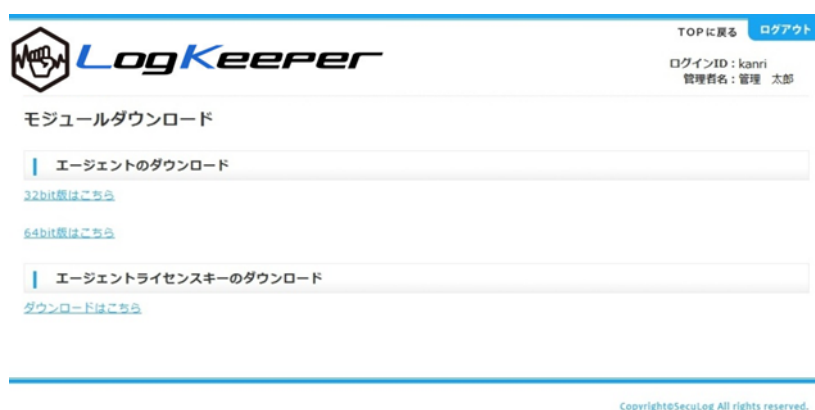 TOPに戻る ログアウト
LogKeeper
ログインID：kanri
管理者名：管理　太郎
モジュールダウンロード
エージェントのダウンロード
32bit版はこちら
64bit版はこちら
エージェントライセンスキーのダウンロード
ダウンロードはこちら
Copyright©SecuLog All rights reserved.